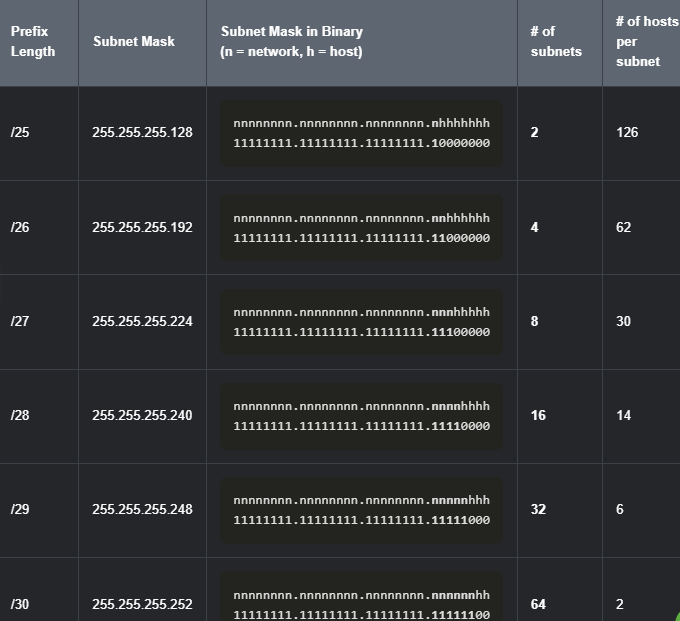 Prefix Length
Subnet Mask
Subnet Mask in Binary
(n = network, h = host)
# of subnets
# of hosts per subnet
/25
255.255.255.128
nnnnnnnn.nnnnnnnn.nnnnnnnn.nhhhhhhh
11111111.11111111.11111111.10000000
2
126
/26
255.255.255.192
nnnnnnnn.nnnnnnnn.nnnnnnnn.nnhhhhhh
11111111.11111111.11111111.11000000
4
62
/27
255.255.255.224
nnnnnnnn.nnnnnnnn.nnnnnnnn.nnnhhhhh
11111111.11111111.11111111.11100000
8
30
/28
255.255.255.240
nnnnnnnn.nnnnnnnn.nnnnnnnn.nnnnhhhh
11111111.11111111.11111111.11110000
16
14
/29
255.255.255.248
nnnnnnnn.nnnnnnnn.nnnnnnnn.nnnnnhhh
11111111.11111111.11111111.11111000
32
6
/30
255.255.255.252
nnnnnnnn.nnnnnnnn.nnnnnnnn.nnnnnnhh
11111111.11111111.11111111.11111100
64
2